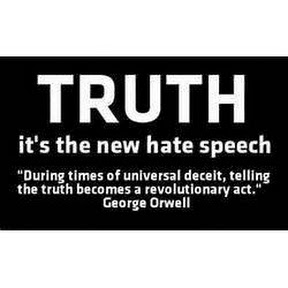 TRUTH
it's the new hate speech
"During times of universal deceit, telling
the truth becomes a revolutionary act."
George Orwell